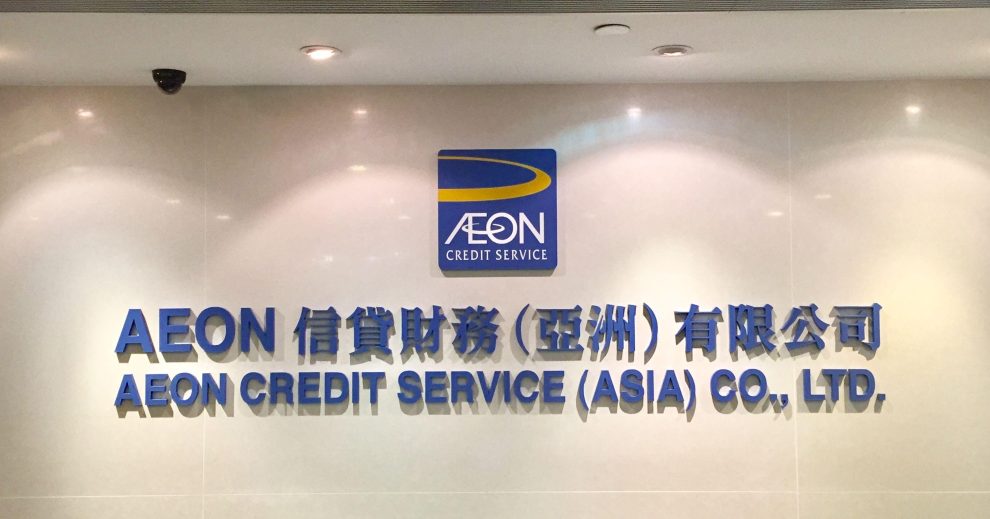 ÆON
CREDIT SERVICE
AEON 信貸財務(亞洲)有限公司
AEON CREDIT SERVICE (ASIA) CO., LTD.